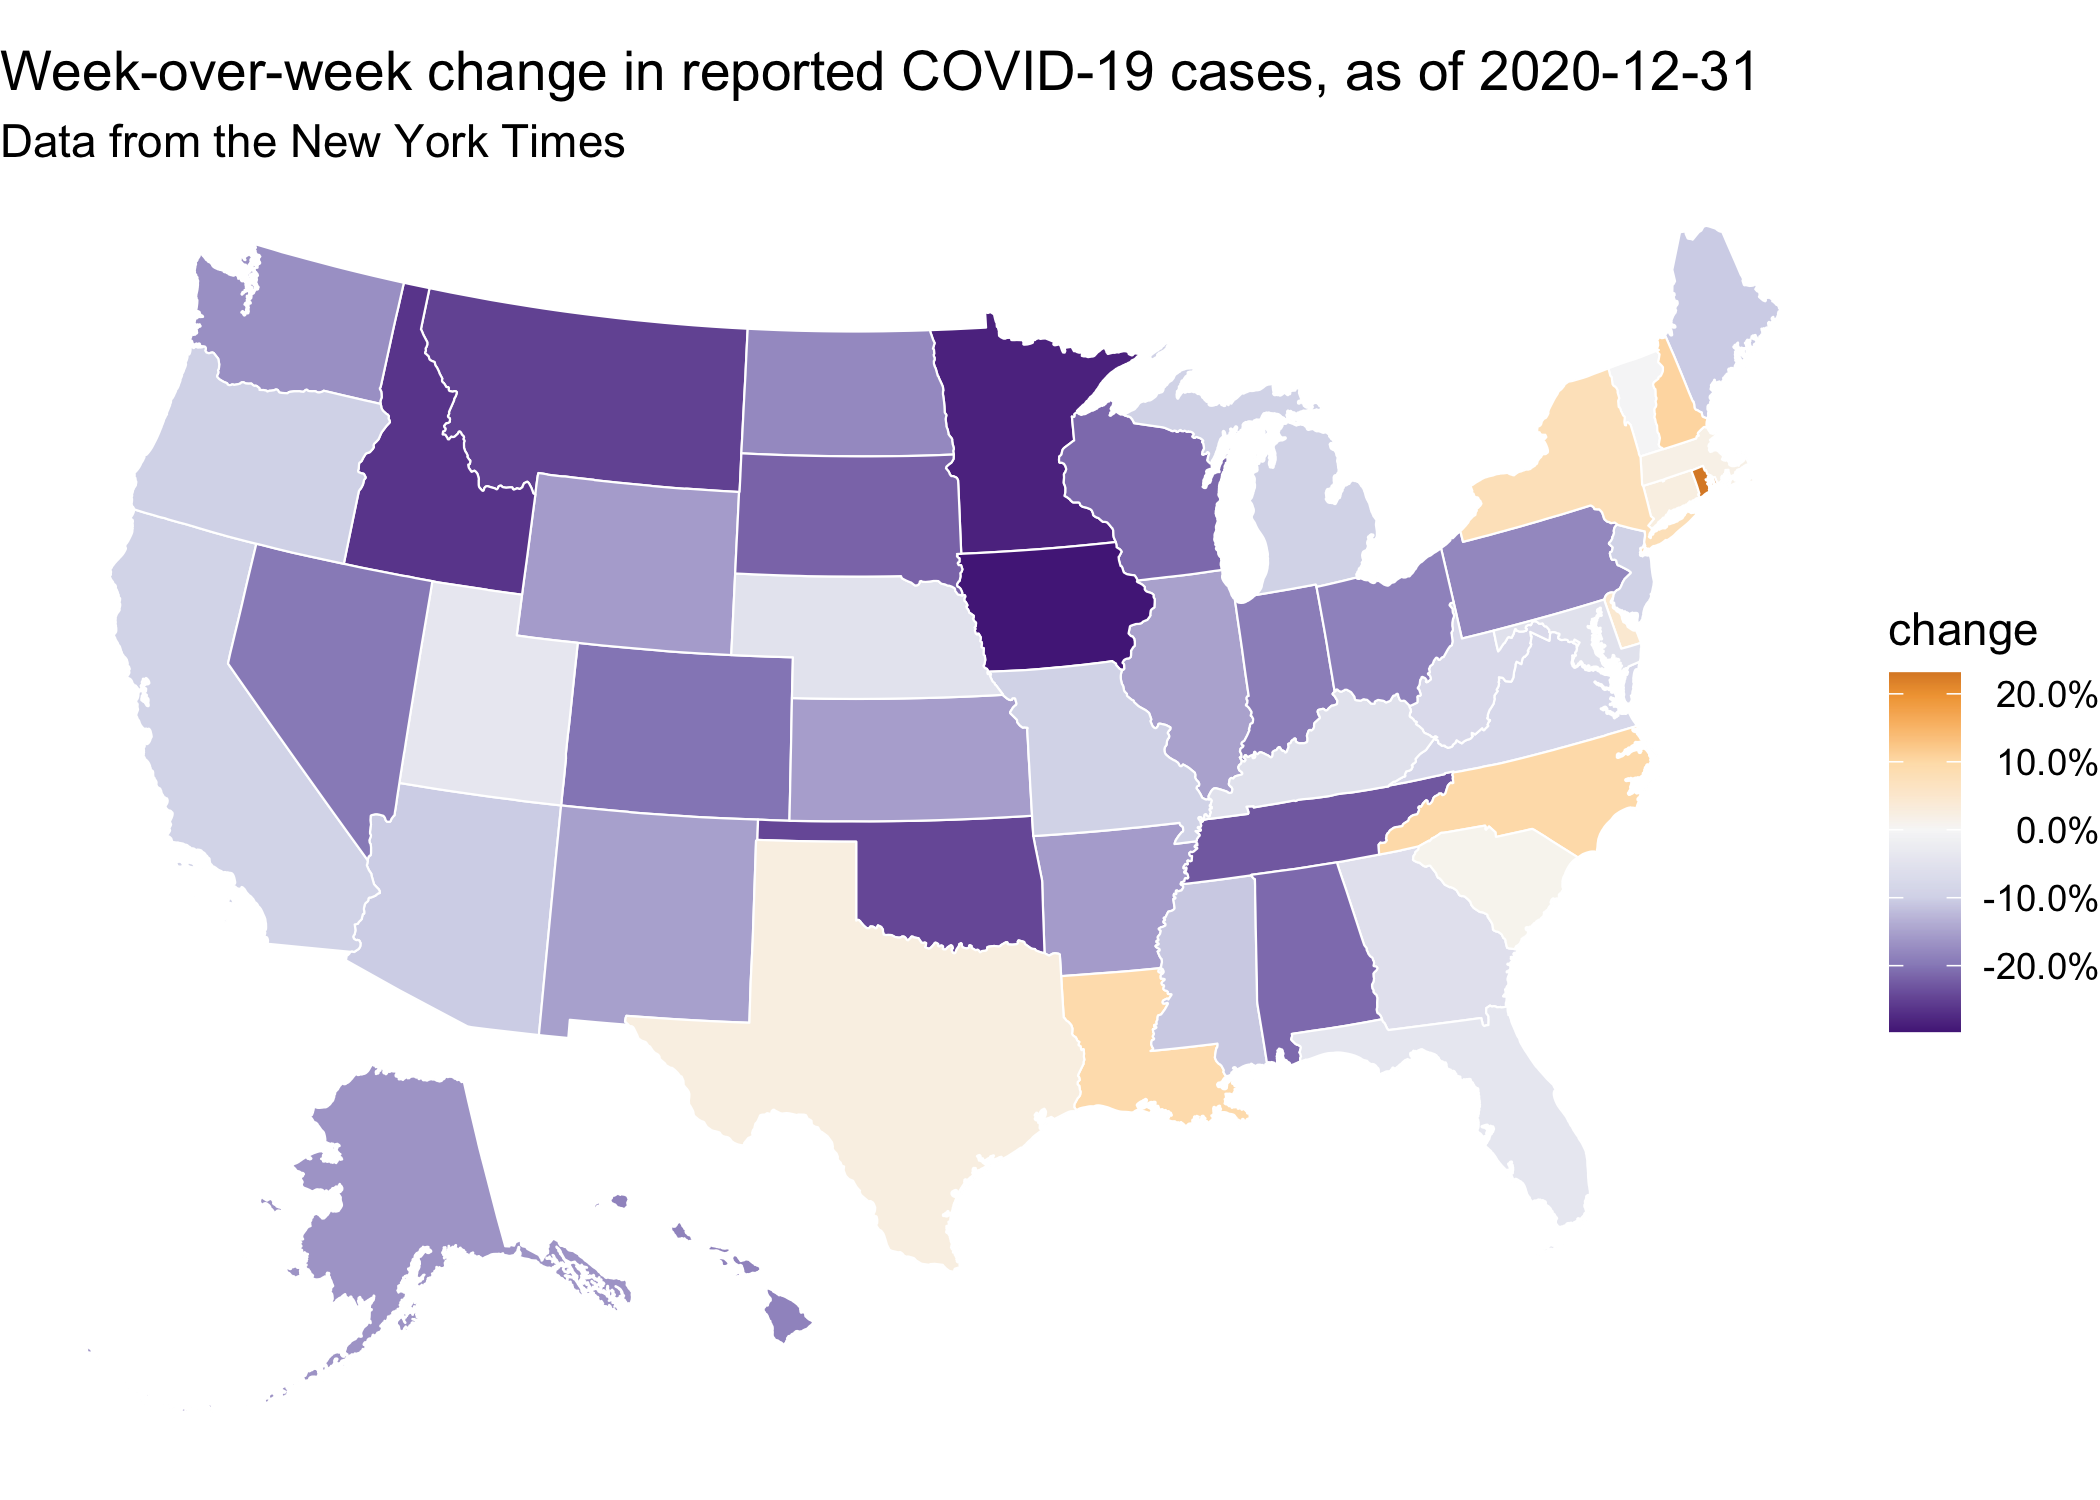 Week-over-week change in reported COVID-19 cases, as of 2020-12-31
Data from the New York Times
change
20.0%
10.0%
0.0%
-10.0%
-20.0%